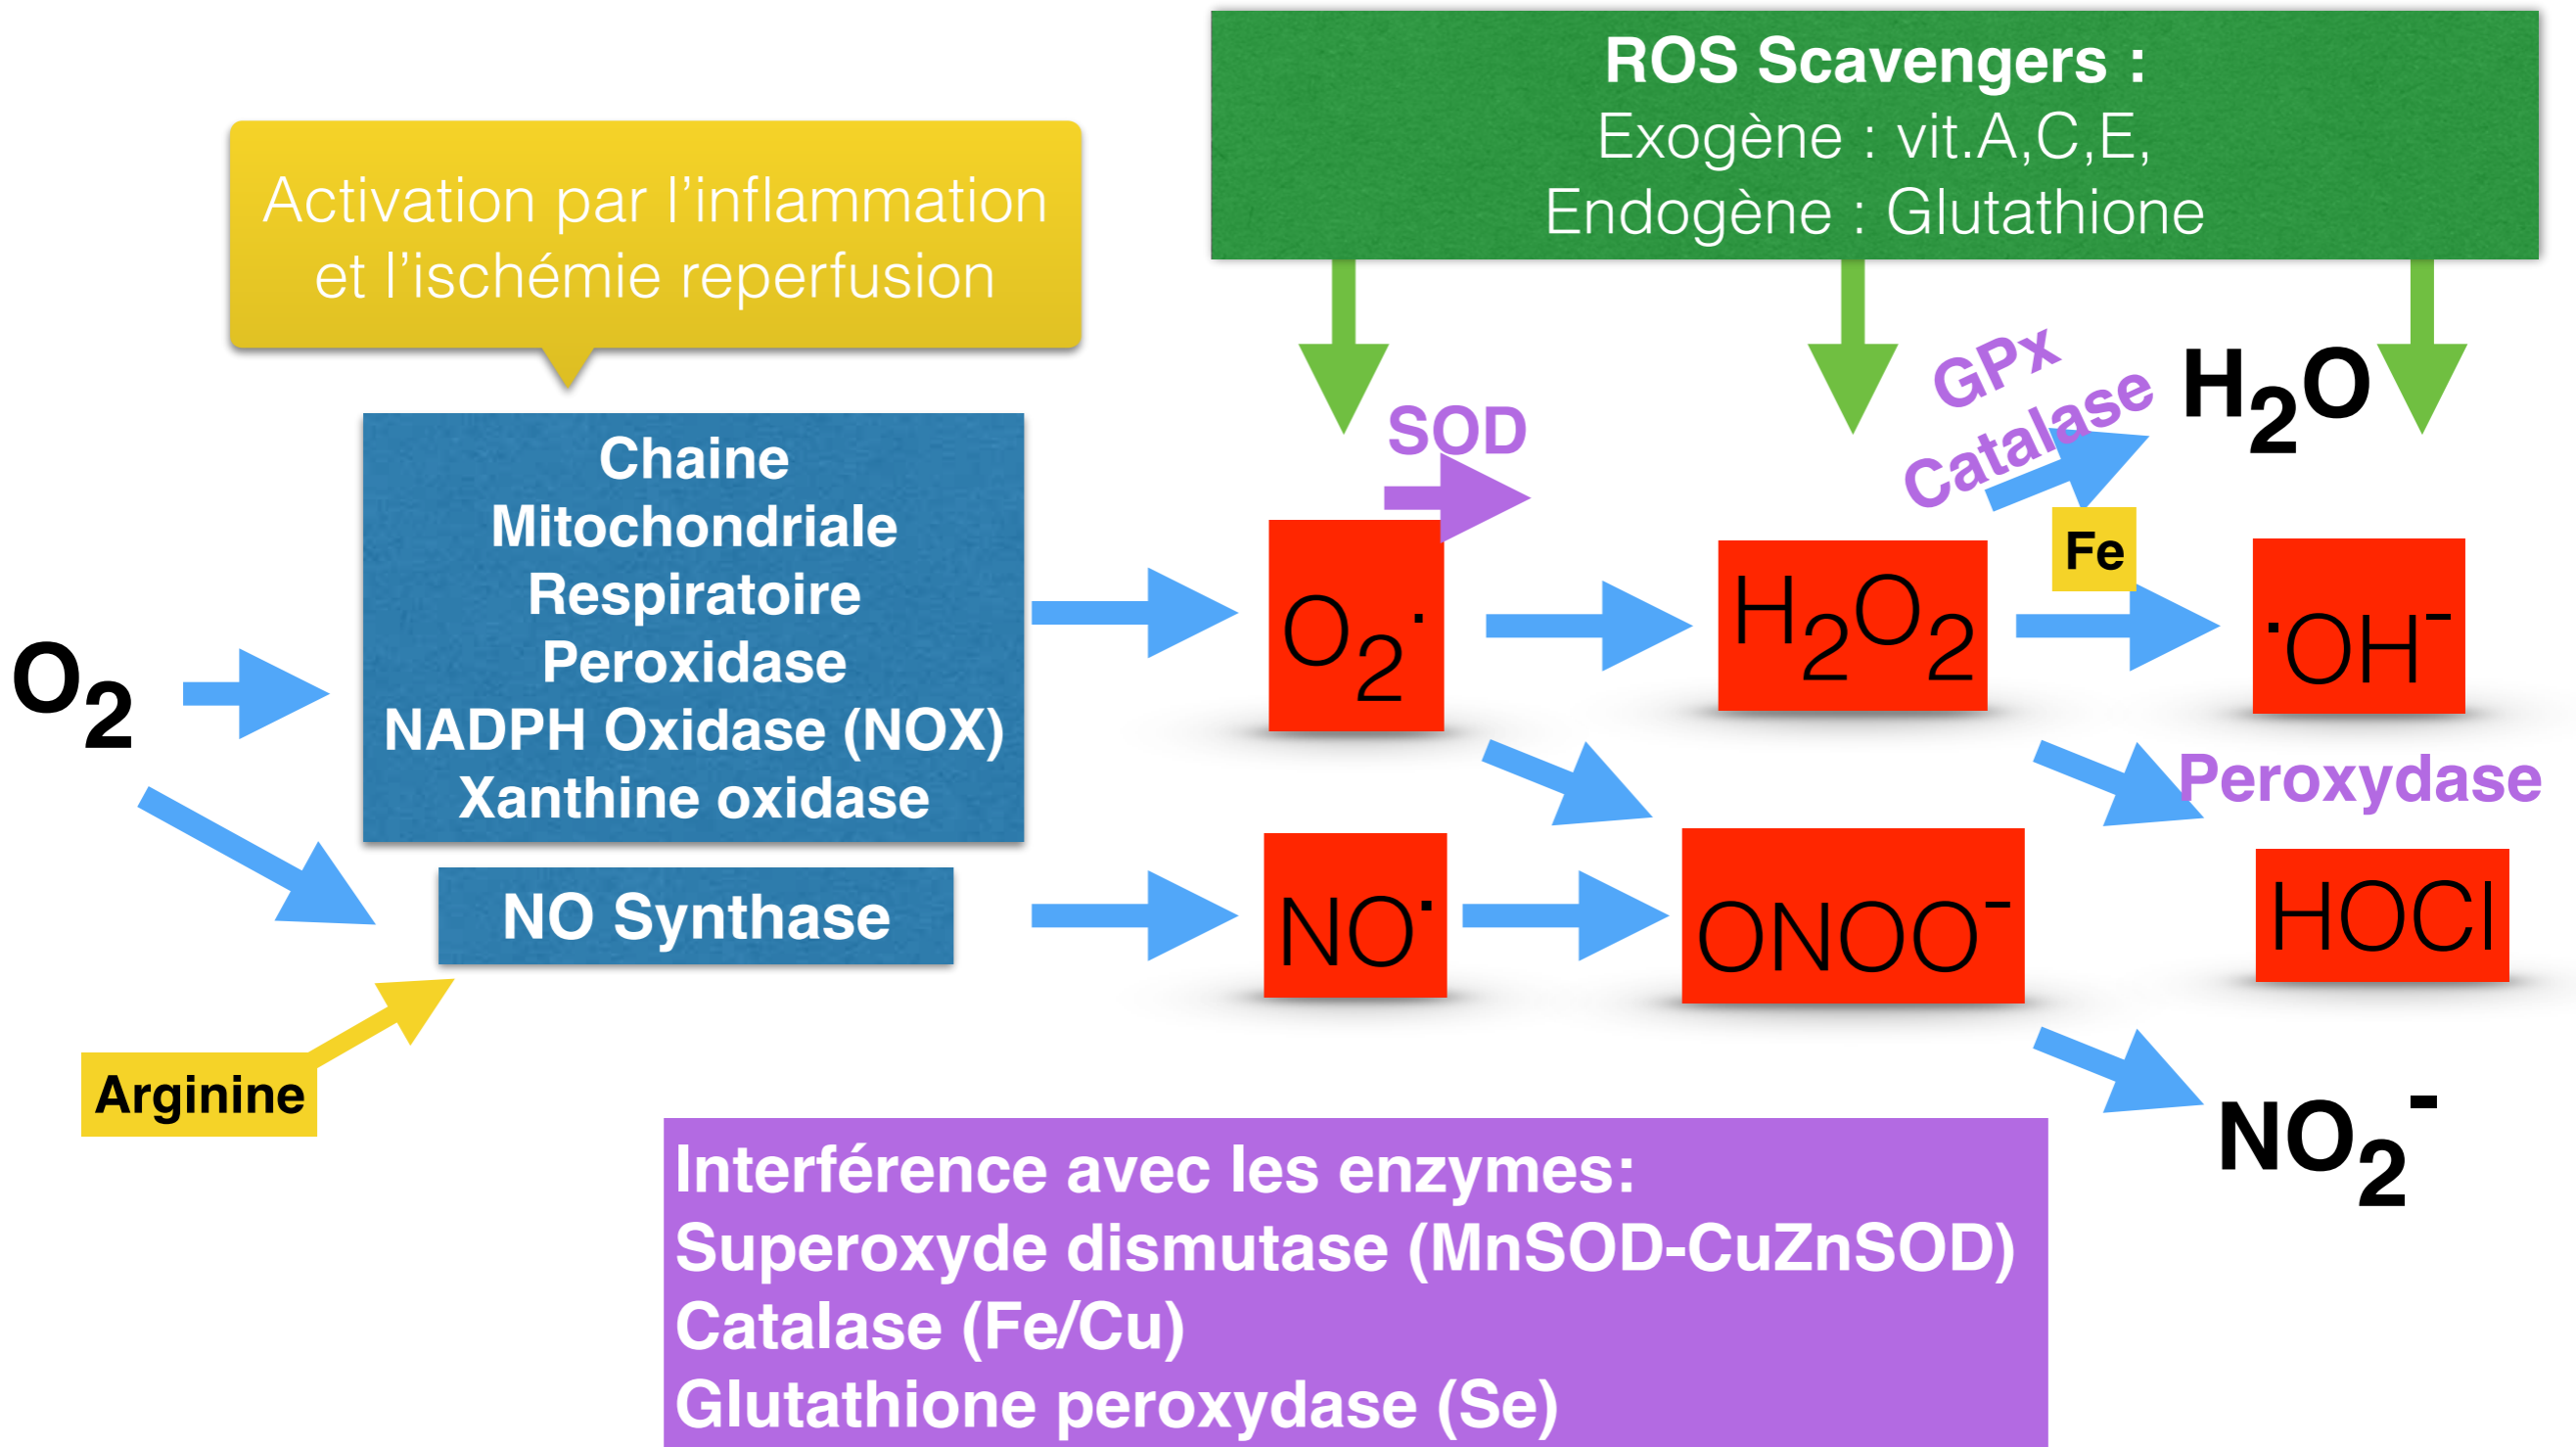 ROS Scavengers :
Exogène : vit.A,C,E,
Endogène : Glutathione
Activation par l’inflammation
et l’ischémie reperfusion
GPx
Catalase
H2O
SOD
Chaine
Mitochondriale
Respiratoire
Peroxidase
NADPH Oxidase (NOX)
Xanthine oxidase
Fe
O2
O2·
H2O2
·OH-
Peroxydase
NO Synthase
NO·
ONOO-
HOCl
Arginine
NO2-
Interférence avec les enzymes:
Superoxyde dismutase (MnSOD-CuZnSOD)
Catalase (Fe/Cu)
Glutathione peroxydase (Se)